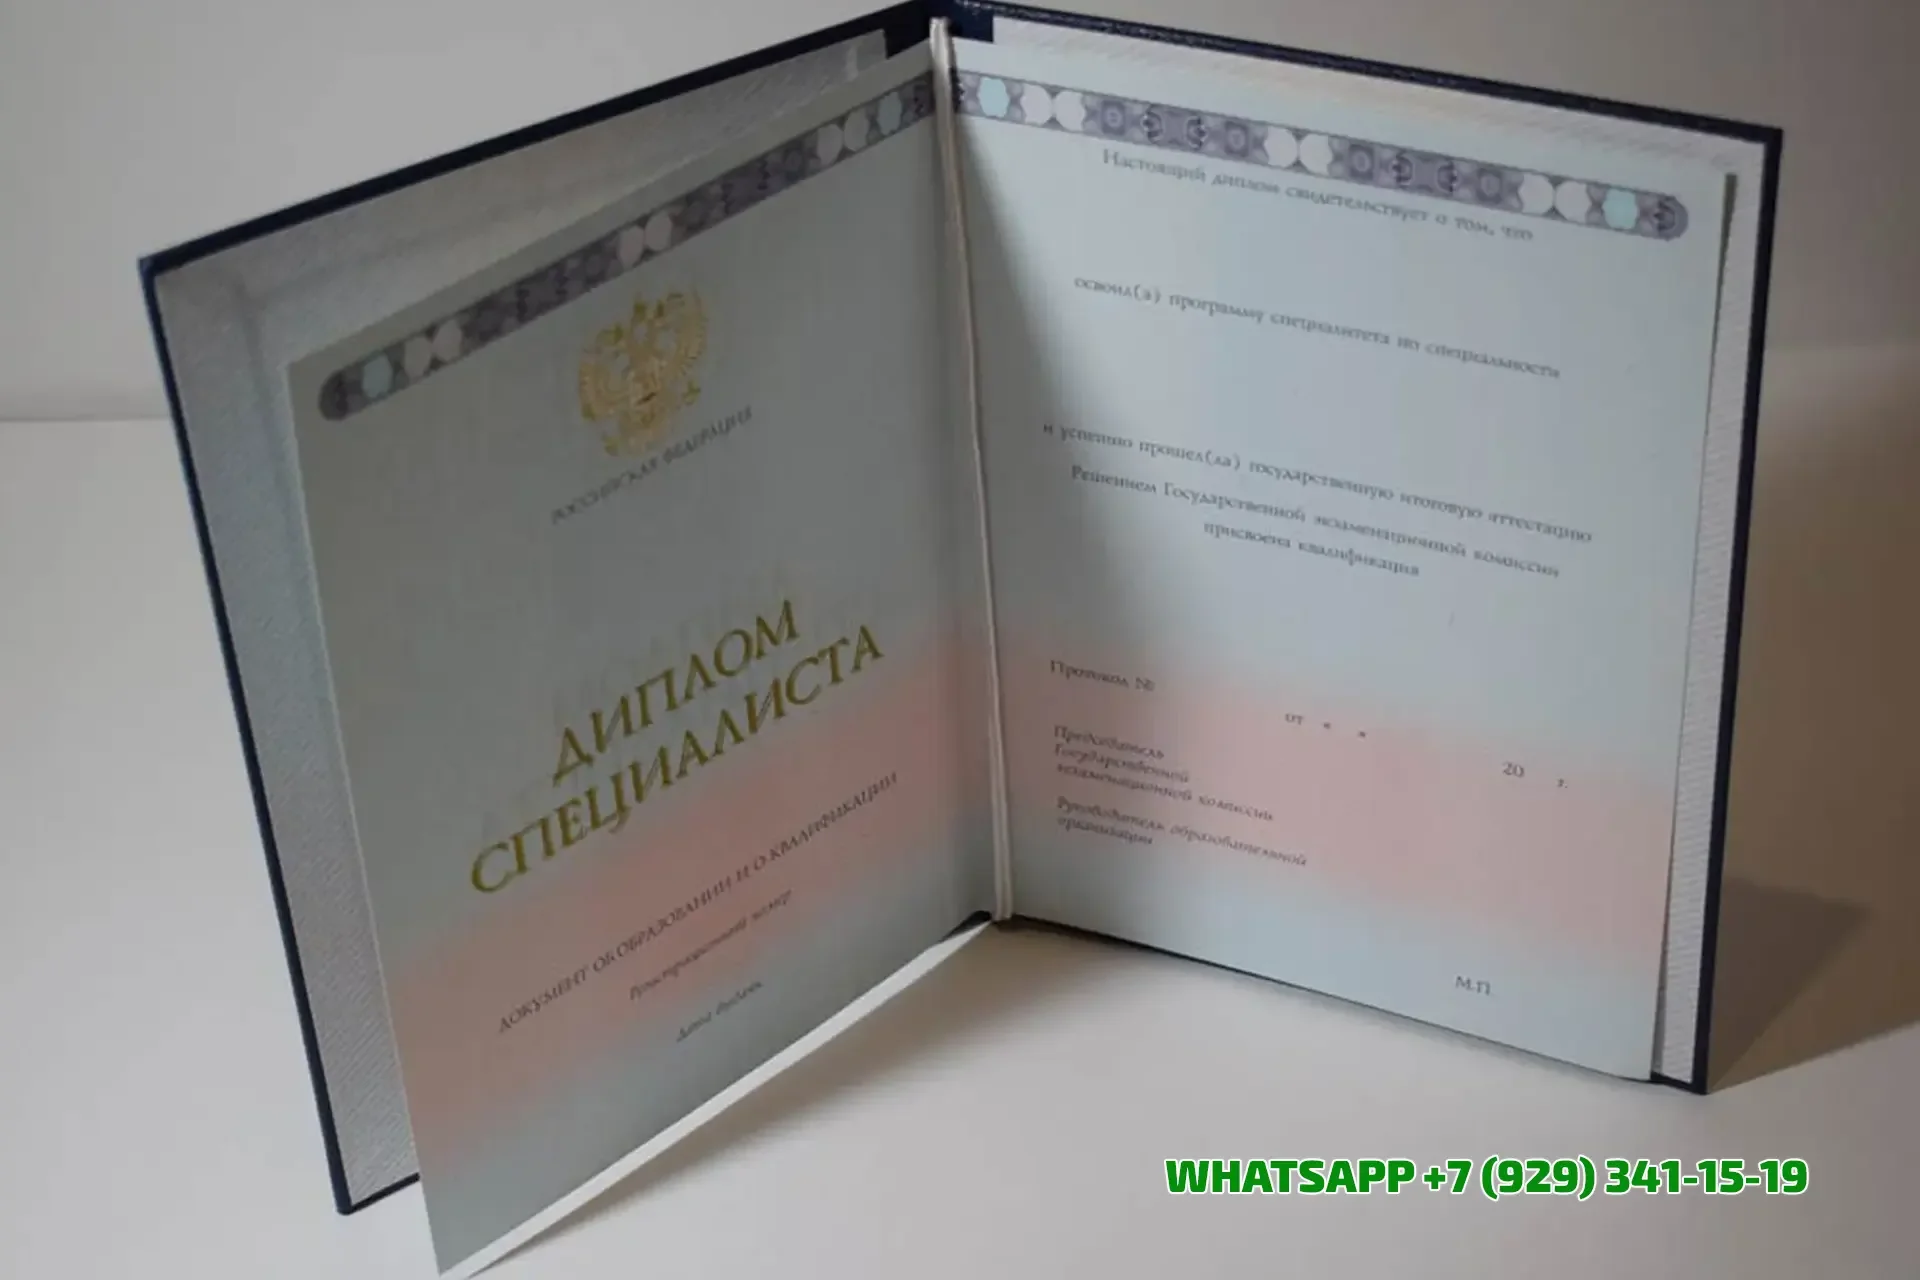 РОССИЙСКАЯ ФЕДЕРАЦИЯ
ДИПЛОМ
СПЕЦИАЛИСТА
ДОКУМЕНТ ОБ ОБРАЗОВАНИИ И О КВАЛИФИКАЦИИ
Регистрационный номер
Дата выдачи
Настоящий диплом свидетельствует о том, что
освоил(а) программу специалитета по специальности
и успешно прошел(ла) государственную итоговую аттестацию
Решением Государственной экзаменационной комиссии
присвоена квалификация
Протокол №
от « » 20 г.
Председатель
Государственной
экзаменационной комиссии
Руководитель образовательной
организации
М.П.
WHATSAPP +7 (929) 341-15-19